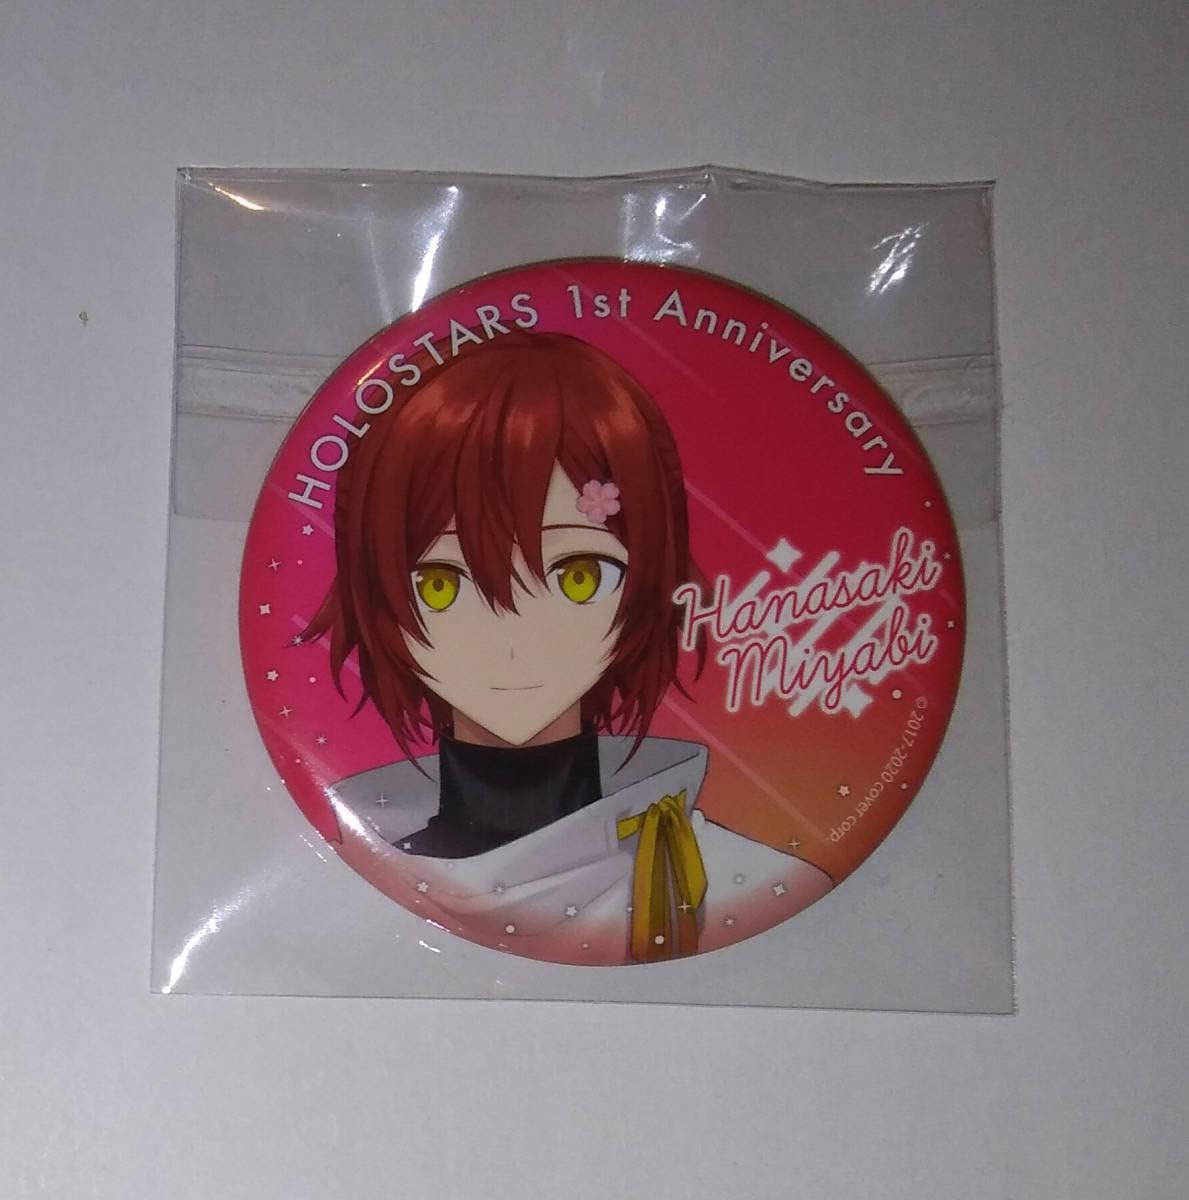 HOLOSTARS 1st Anniversary
Hanasaki
Miyabi
© 2017-2020 cover corp